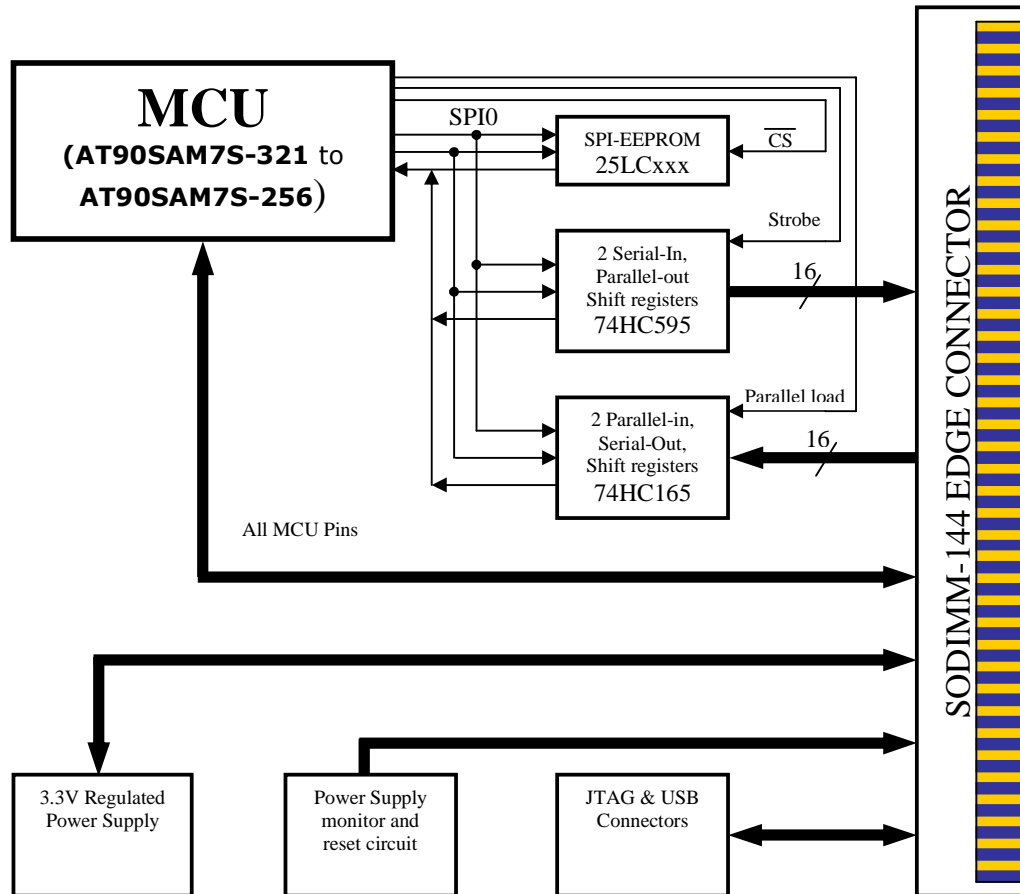 MCU
(AT90SAM7S-321 to
AT90SAM7S-256)
SPI0
SPI-EEPROM
25LCxxx
CS
Strobe
2 Serial-In,
Parallel-out
Shift registers
74HC595
16
Parallel load
2 Parallel-in,
Serial-Out,
Shift registers
74HC165
16
All MCU Pins
SODIMM-144 EDGE CONNECTOR
3.3V Regulated
Power Supply
Power Supply
monitor and
reset circuit
JTAG & USB
Connectors